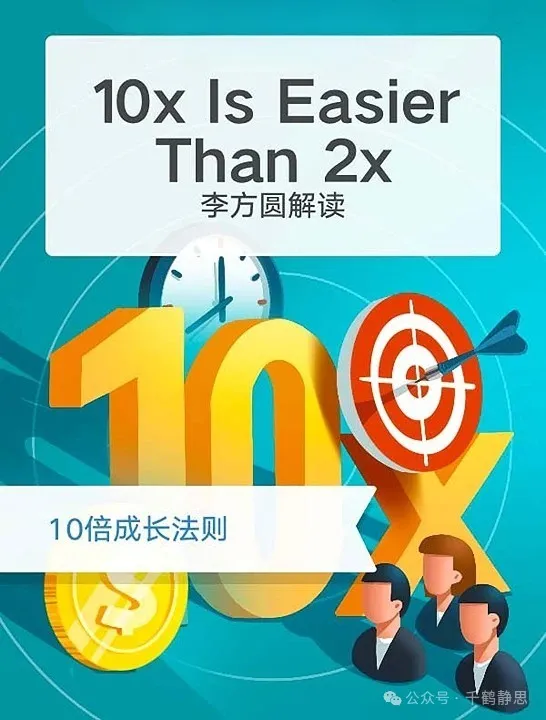 10x Is Easier
Than 2x
李方圆解读
10x
10倍成长法则
公众号 · 千鹤静思